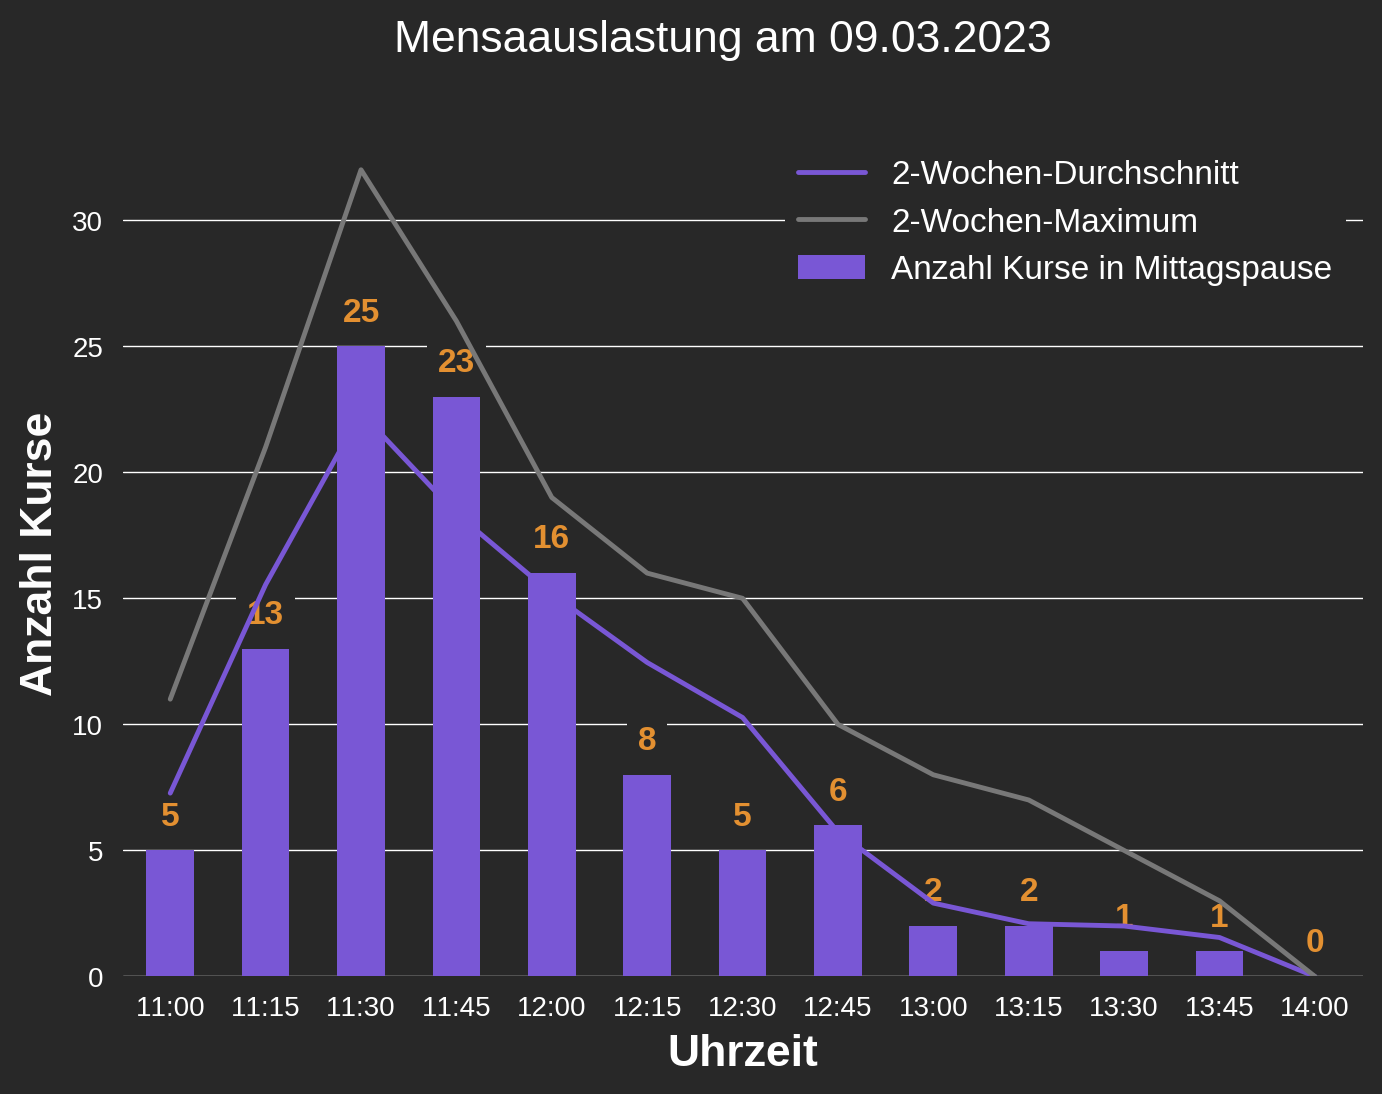 Mensaauslastung am 09.03.2023
2-Wochen-Durchschnitt
2-Wochen-Maximum
Anzahl Kurse in Mittagspause
Anzahl Kurse
30
25
20
15
10
5
0
5
13
25
23
16
8
5
6
2
2
1
1
0
11:00 11:15 11:30 11:45 12:00 12:15 12:30 12:45 13:00 13:15 13:30 13:45 14:00
Uhrzeit